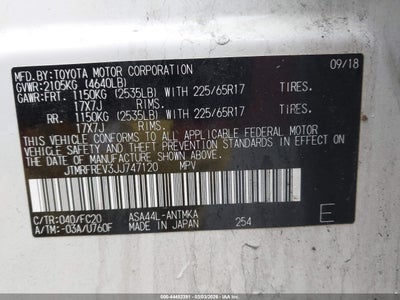 MFD.BY:TOYOTA MOTOR CORPORATION 09/18
GVWR:2105KG (4640LB)
GAWR:FRT. 1150KG (2535LB) WITH 225/65R17 TIRES.
17X7J RIMS.
RR. 1150KG (2535LB) WITH 225/65R17 TIRES.
17X7J RIMS.
THIS VEHICLE CONFORMS TO ALL APPLICABLE FEDERAL MOTOR
VEHICLE SAFETY AND THEFT PREVENTION STANDARDS IN
EFFECT ON THE DATE OF MANUFACTURE SHOWN ABOVE.
JTMRFREV3JJ747120 MPV
C/TR:040/FC20 ASA44L-ANTMKA
A/TM:-03A/U760F MADE IN JAPAN 254 E